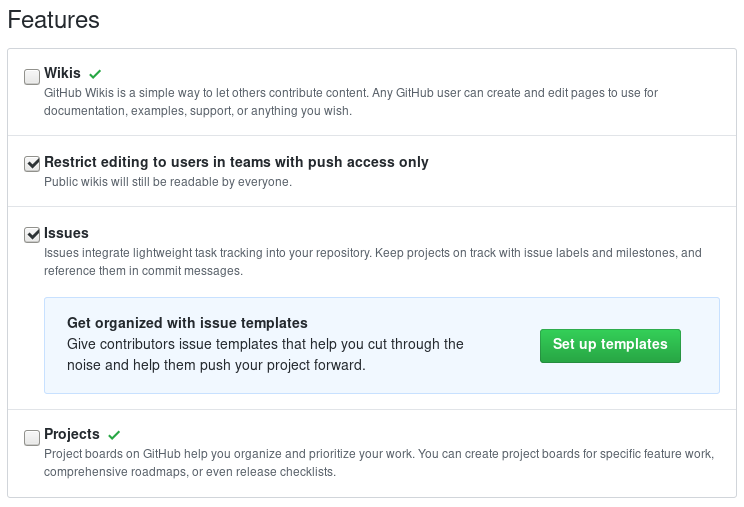 Features
Wikis
GitHub Wikis is a simple way to let others contribute content. Any GitHub user can create and edit pages to use for
documentation, examples, support, or anything you wish.
Restrict editing to users in teams with push access only
Public wikis will still be readable by everyone.
Issues
Issues integrate lightweight task tracking into your repository. Keep projects on track with issue labels and milestones, and
reference them in commit messages.
Get organized with issue templates
Give contributors issue templates that help you cut through the
noise and help them push your project forward.
Set up templates
Projects
Project boards on GitHub help you organize and prioritize your work. You can create project boards for specific feature work,
comprehensive roadmaps, or even release checklists.